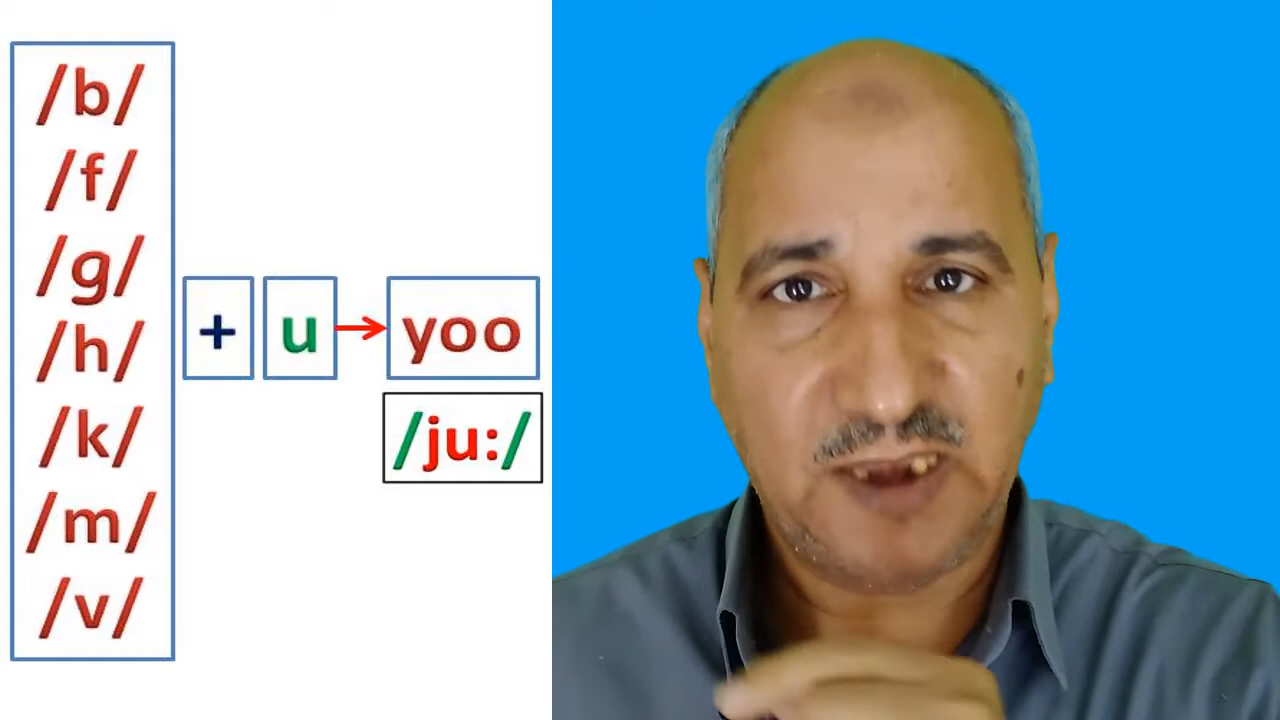 /b/
/f/
/g/
/h/
/k/
/m/
/v/
+ u → yoo
/ju:/